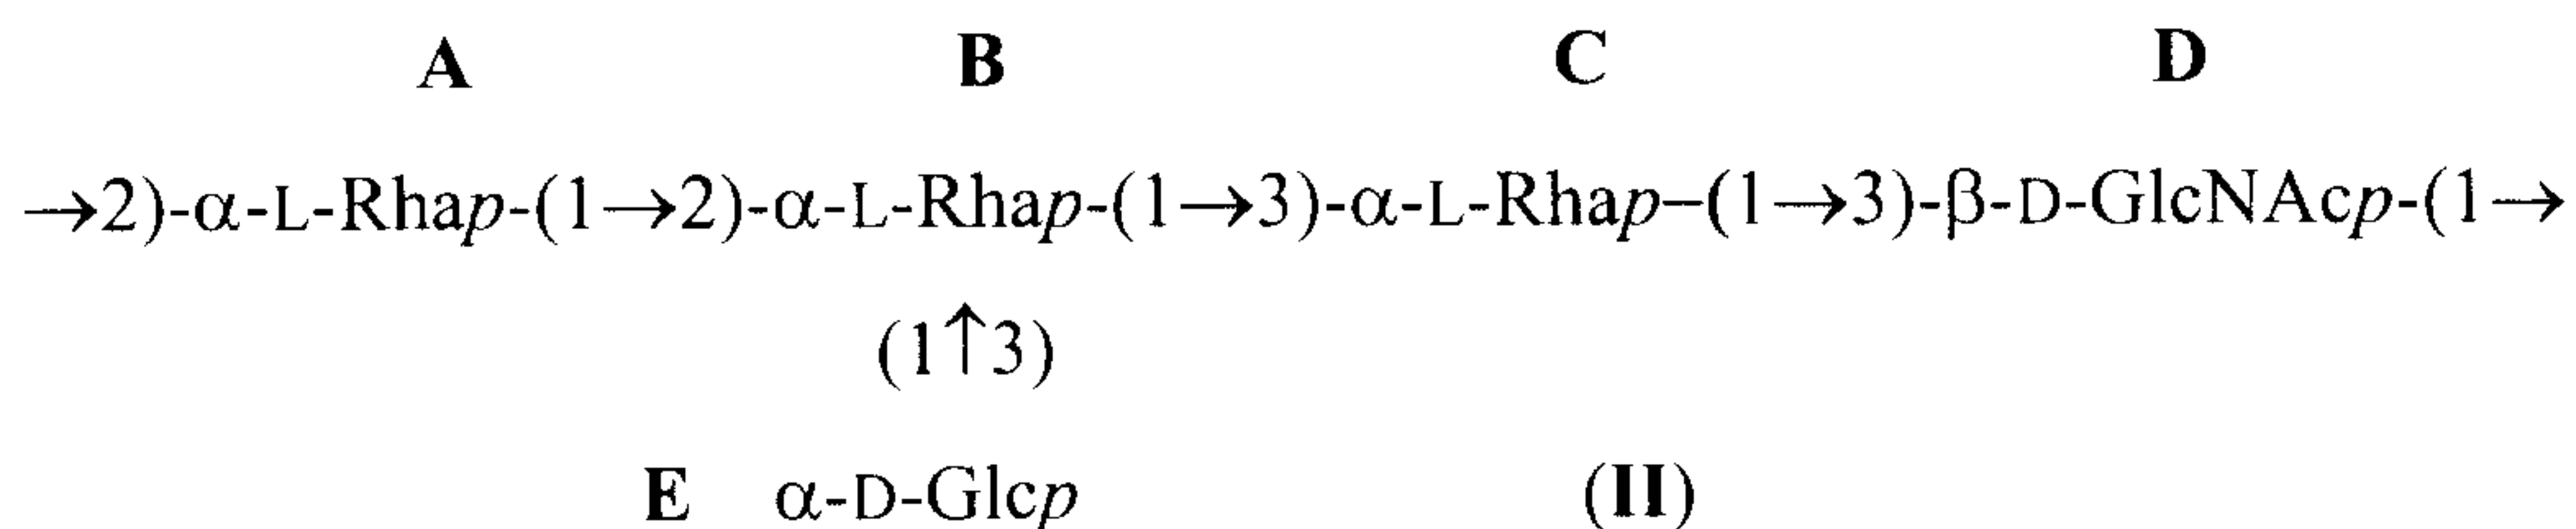 A B C D
→2)-α-L-Rhap-(1→2)-α-L-Rhap-(1→3)-α-L-Rhap–(1→3)-β-D-GlcNAcp-(1→
(1↑3)
E α-D-Glcp (II)